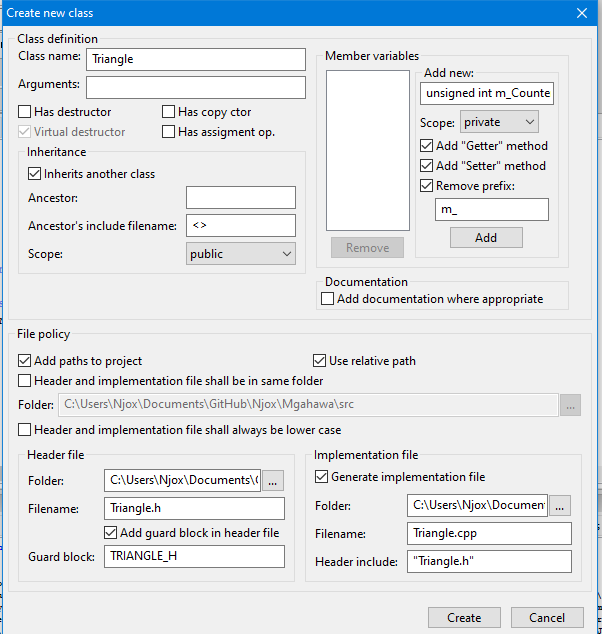 Create new class
Class definition
Class name: Triangle
Arguments:
Has destructor
Has copy ctor
Virtual destructor
Has assigment op.
Inheritance
Inherits another class
Ancestor:
Ancestor's include filename: <>
Scope: public
Member variables
Add new:
unsigned int m_Counte
Scope: private
Add "Getter" method
Add "Setter" method
Remove prefix:
m_
Add
Remove
Documentation
Add documentation where appropriate
File policy
Add paths to project
Use relative path
Header and implementation file shall be in same folder
Folder: C:\Users\Njox\Documents\GitHub\Njox\Mgahawa\src ...
Header and implementation file shall always be lower case
Header file
Folder: C:\Users\Njox\Documents\ ...
Filename: Triangle.h
Add guard block in header file
Guard block: TRIANGLE_H
Implementation file
Generate implementation file
Folder: C:\Users\Njox\Documen ...
Filename: Triangle.cpp
Header include: "Triangle.h"
Create
Cancel